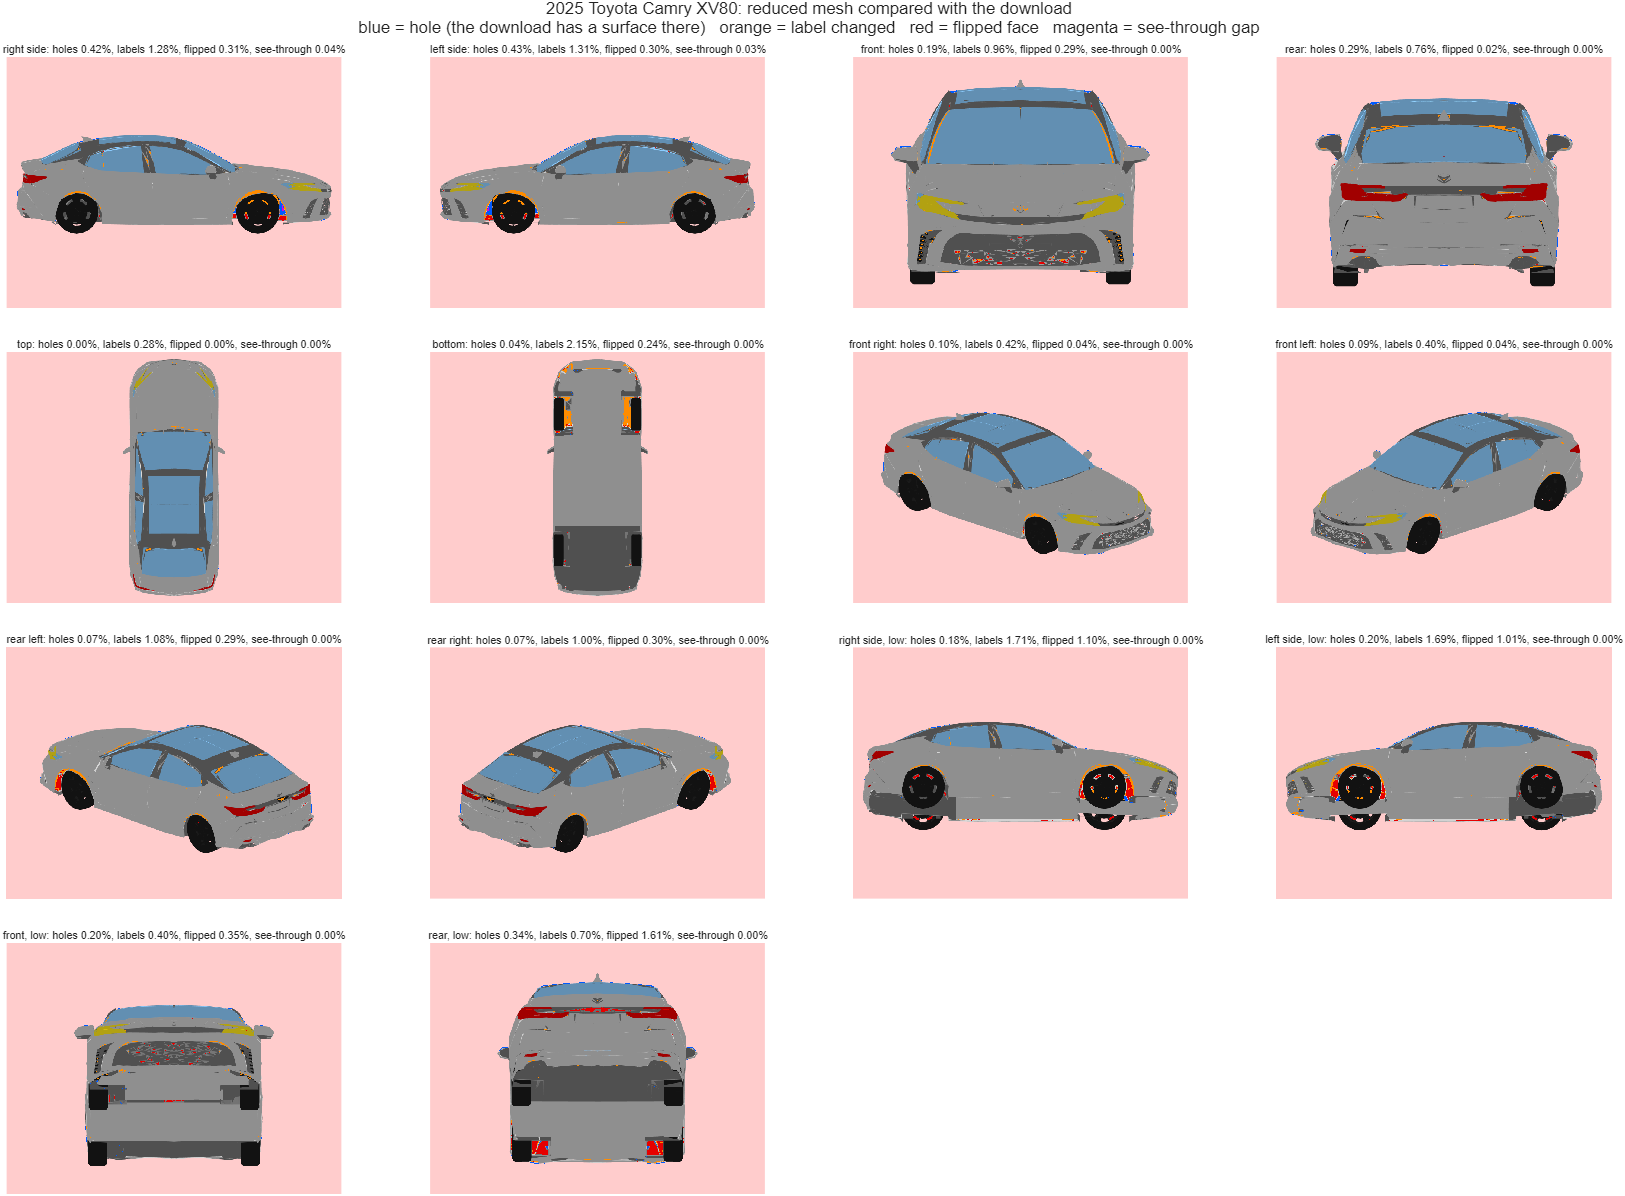 2025 Toyota Camry XV80: reduced mesh compared with the download
blue = hole (the download has a surface there)   orange = label changed   red = flipped face   magenta = see-through gap
right side: holes 0.42%, labels 1.28%, flipped 0.31%, see-through 0.04%
left side: holes 0.43%, labels 1.31%, flipped 0.30%, see-through 0.03%
front: holes 0.19%, labels 0.96%, flipped 0.29%, see-through 0.00%
rear: holes 0.29%, labels 0.76%, flipped 0.02%, see-through 0.00%
top: holes 0.00%, labels 0.28%, flipped 0.00%, see-through 0.00%
bottom: holes 0.04%, labels 2.15%, flipped 0.24%, see-through 0.00%
front right: holes 0.10%, labels 0.42%, flipped 0.04%, see-through 0.00%
front left: holes 0.09%, labels 0.40%, flipped 0.04%, see-through 0.00%
rear left: holes 0.07%, labels 1.08%, flipped 0.29%, see-through 0.00%
rear right: holes 0.07%, labels 1.00%, flipped 0.30%, see-through 0.00%
right side, low: holes 0.18%, labels 1.71%, flipped 1.10%, see-through 0.00%
left side, low: holes 0.20%, labels 1.69%, flipped 1.01%, see-through 0.00%
front, low: holes 0.20%, labels 0.40%, flipped 0.35%, see-through 0.00%
rear, low: holes 0.34%, labels 0.70%, flipped 1.61%, see-through 0.00%